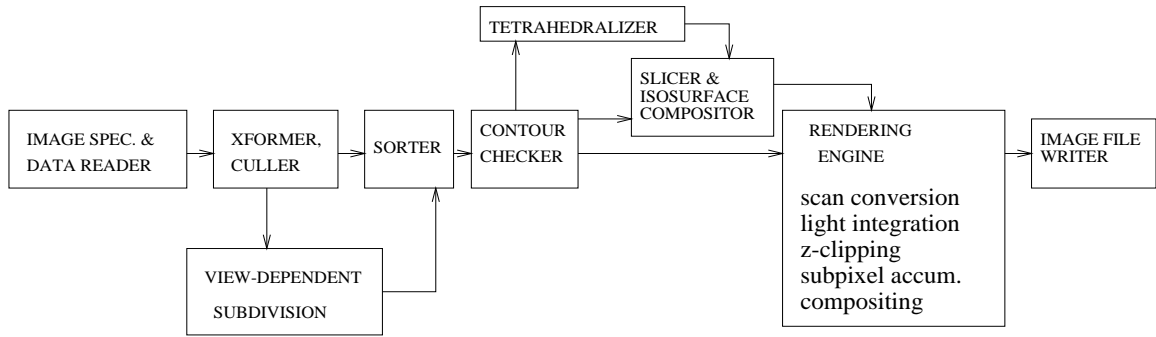 TETRAHEDRALIZER
SLICER &
ISOSURFACE
COMPOSITOR
IMAGE SPEC. &
DATA READER
XFORMER,
CULLER
SORTER
CONTOUR
CHECKER
RENDERING
ENGINE
scan conversion
light integration
z-clipping
subpixel accum.
compositing
IMAGE FILE
WRITER
VIEW-DEPENDENT
SUBDIVISION